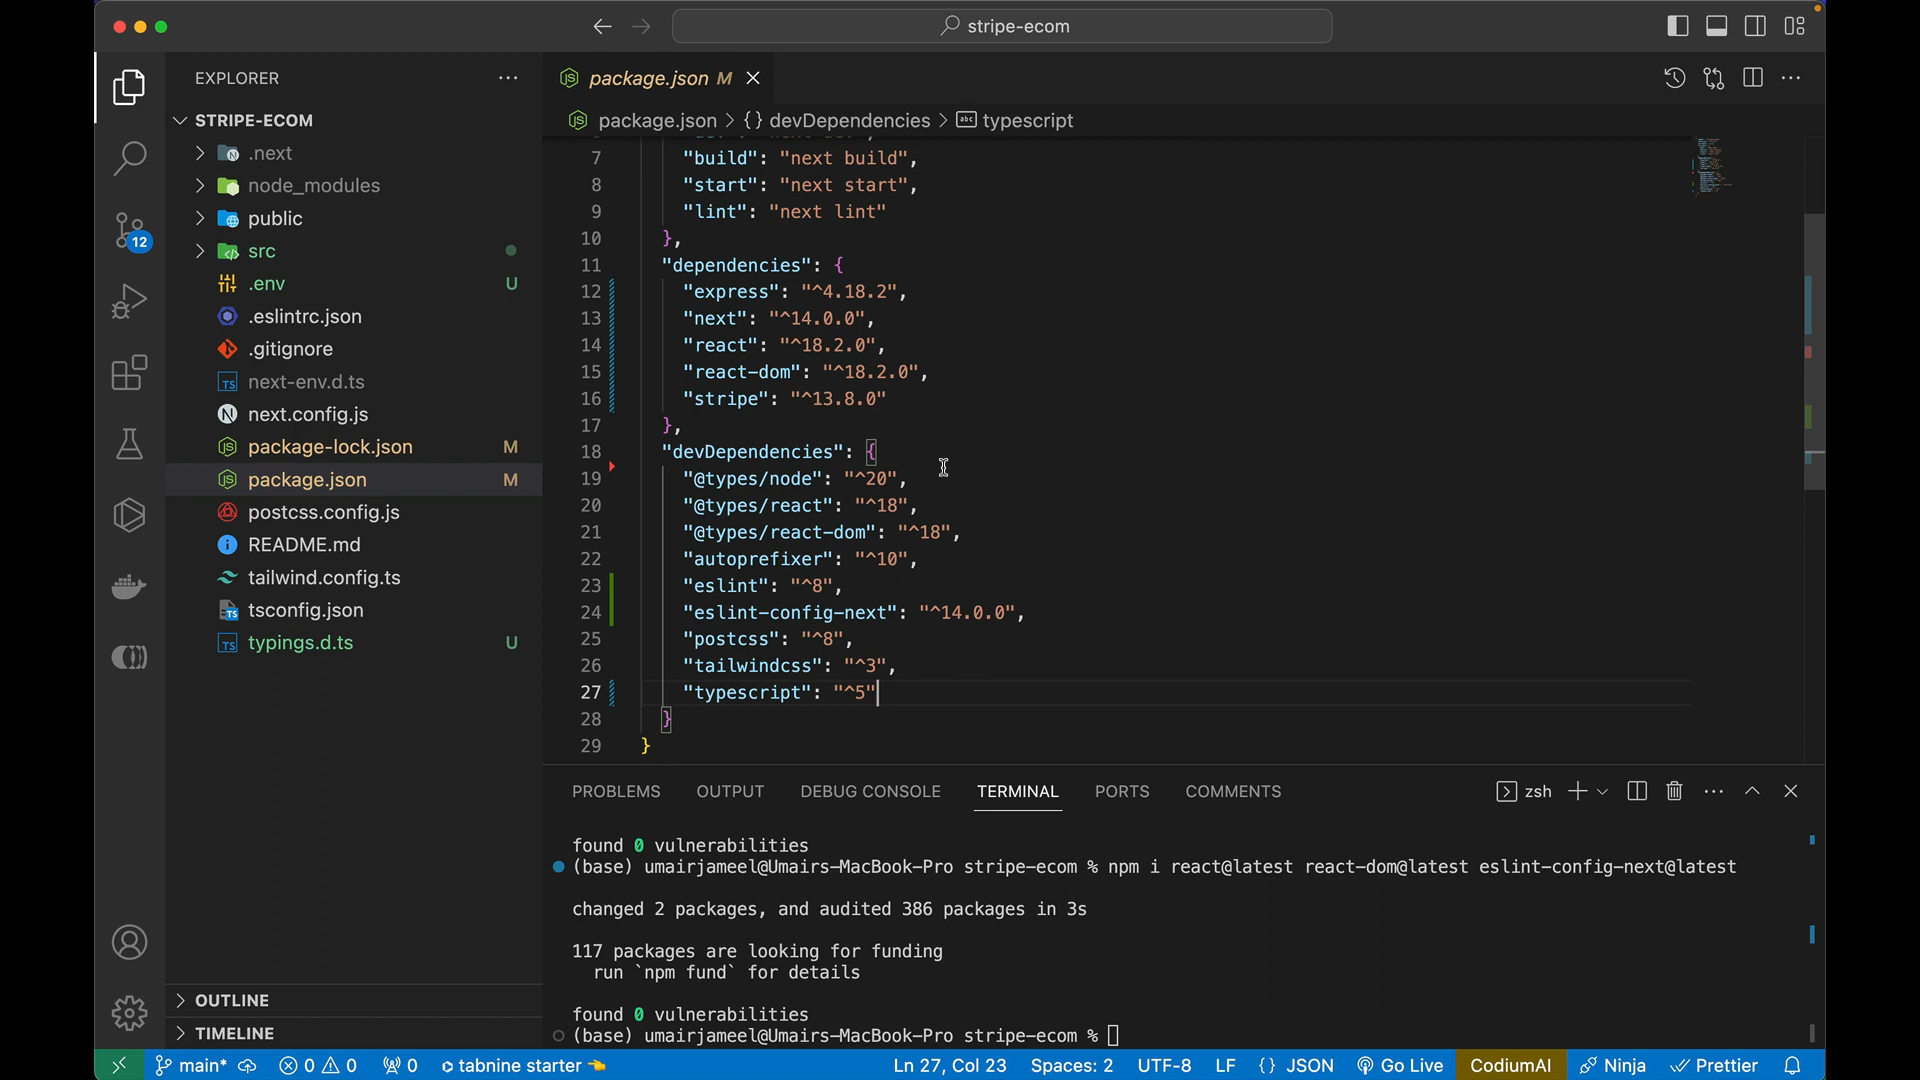 stripe-ecom
EXPLORER
STRIPE-ECOM
.next
node_modules
public
src
.env U
.eslintrc.json
.gitignore
next-env.d.ts
next.config.js
package-lock.json M
package.json M
postcss.config.js
README.md
tailwind.config.ts
tsconfig.json
typings.d.ts U
OUTLINE
TIMELINE
12
package.json M
package.json > {} devDependencies > abc typescript
7 "build": "next build",
8 "start": "next start",
9 "lint": "next lint"
10 },
11 "dependencies": {
12 "express": "^4.18.2",
13 "next": "^14.0.0",
14 "react": "^18.2.0",
15 "react-dom": "^18.2.0",
16 "stripe": "^13.8.0"
17 },
18 "devDependencies": {
19 "@types/node": "^20",
20 "@types/react": "^18",
21 "@types/react-dom": "^18",
22 "autoprefixer": "^10",
23 "eslint": "^8",
24 "eslint-config-next": "^14.0.0",
25 "postcss": "^8",
26 "tailwindcss": "^3",
27 "typescript": "^5"
28 }
29 }
PROBLEMS OUTPUT DEBUG CONSOLE TERMINAL PORTS COMMENTS zsh
found 0 vulnerabilities
(base) umairjameel@Umairs-MacBook-Pro stripe-ecom % npm i react@latest react-dom@latest eslint-config-next@latest
changed 2 packages, and audited 386 packages in 3s
117 packages are looking for funding
run `npm fund` for details
found 0 vulnerabilities
(base) umairjameel@Umairs-MacBook-Pro stripe-ecom %
main* 0 0 0 tabnine starter Ln 27, Col 23 Spaces: 2 UTF-8 LF {} JSON Go Live CodiumAI Ninja Prettier